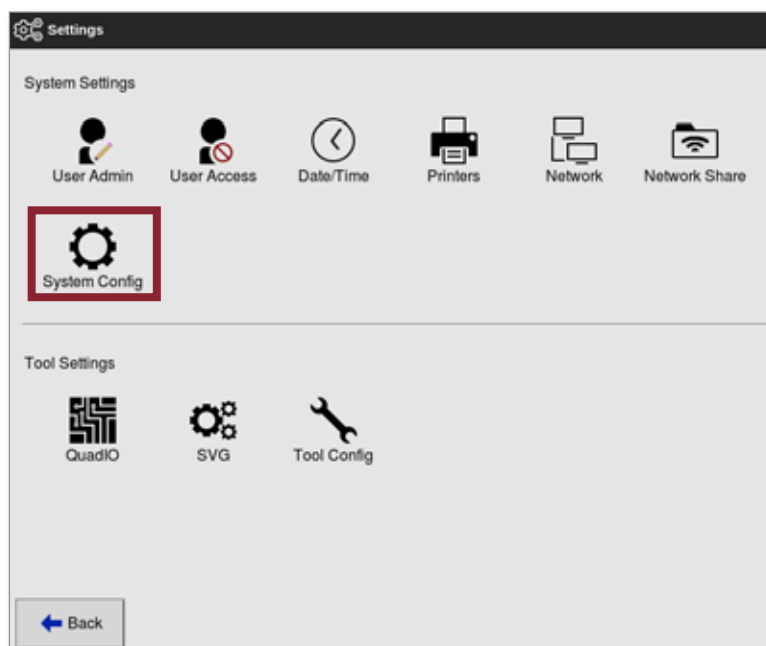 Settings
System Settings
User Admin User Access Date/Time Printers Network Network Share
System Config
Tool Settings
QuadIO SVG Tool Config
Back